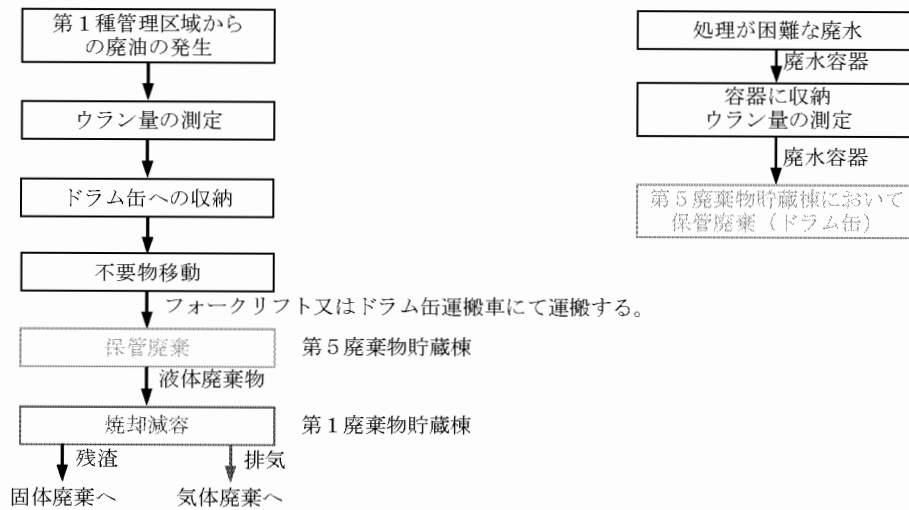 第１種管理区域から
の廃油の発生
ウラン量の測定
ドラム缶への収納
不要物移動
フォークリフト又はドラム缶運搬車にて運搬する。
保管廃棄
第５廃棄物貯蔵棟
液体廃棄物
焼却減容
第１廃棄物貯蔵棟
残渣
排気
固体廃棄へ
気体廃棄へ
処理が困難な廃水
廃水容器
容器に収納
ウラン量の測定
廃水容器
第５廃棄物貯蔵棟において
保管廃棄（ドラム缶）